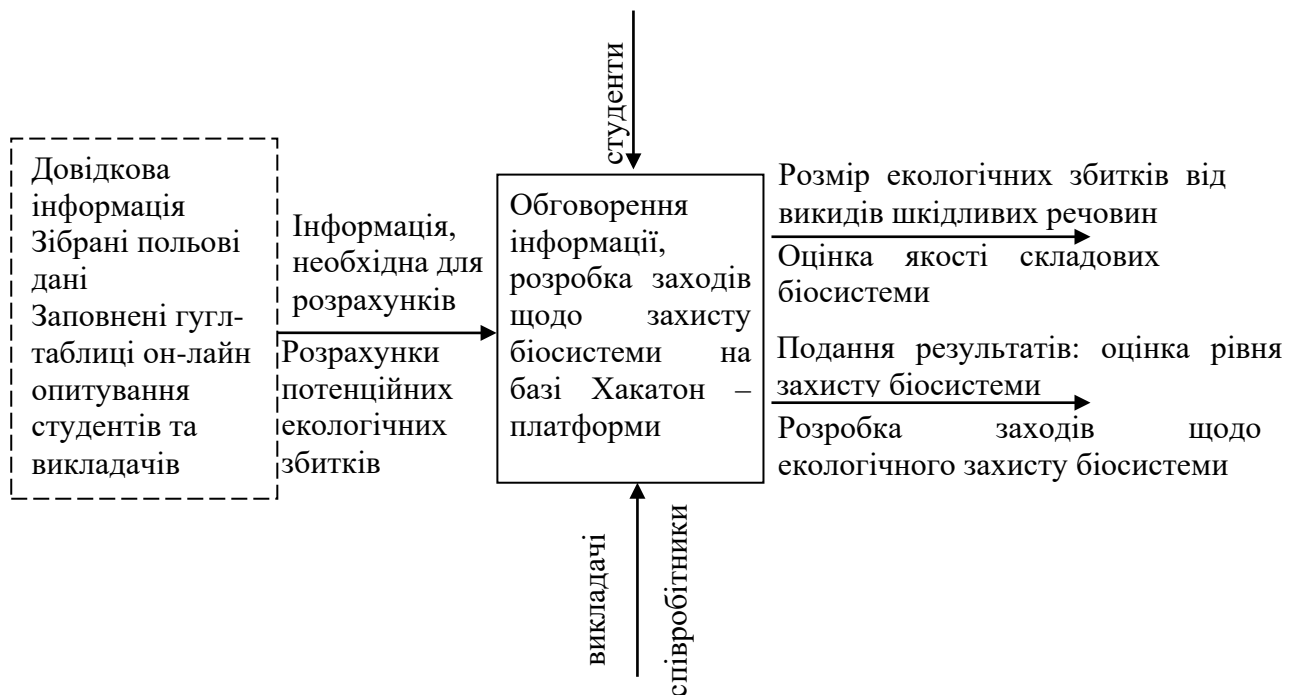 студенти
Довідкова
інформація
Зібрані польові
дані
Заповнені гугл-
таблиці он-лайн
опитування
студентів та
викладачів
Інформація,
необхідна для
розрахунків
Розрахунки
потенційних
екологічних
збитків
Обговорення
інформації,
розробка заходів
щодо захисту
біосистеми на
базі Хакатон –
платформи
Розмір екологічних збитків від
викидів шкідливих речовин
Оцінка якості складових
біосистеми
Подання результатів: оцінка рівня
захисту біосистеми
Розробка заходів щодо
екологічного захисту біосистеми
викладачі
співробітники